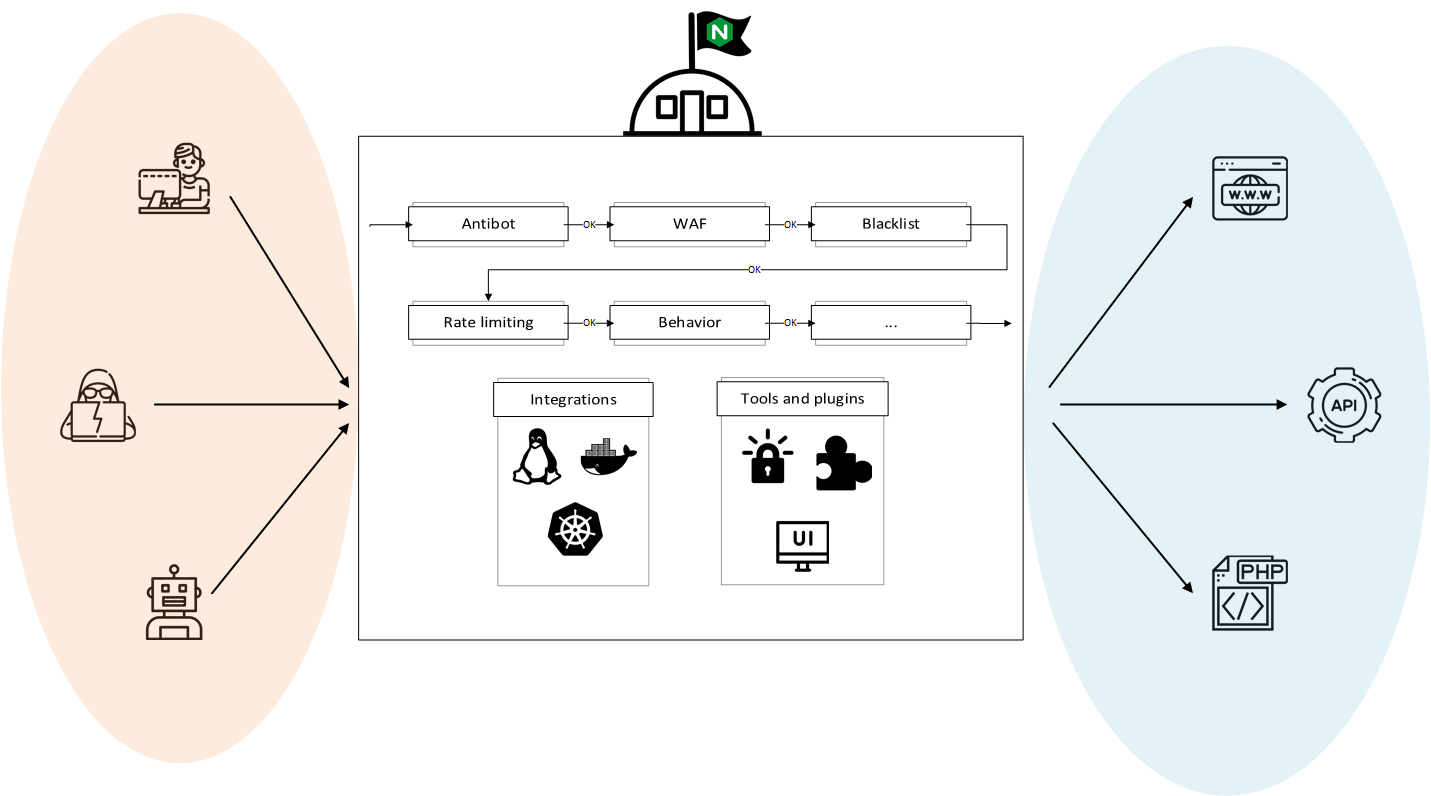 N
Antibot
OK
WAF
OK
Blacklist
OK
Rate limiting
OK
Behavior
OK
...
Integrations
Tools and plugins
UI
W.W.W
API
PHP
</>